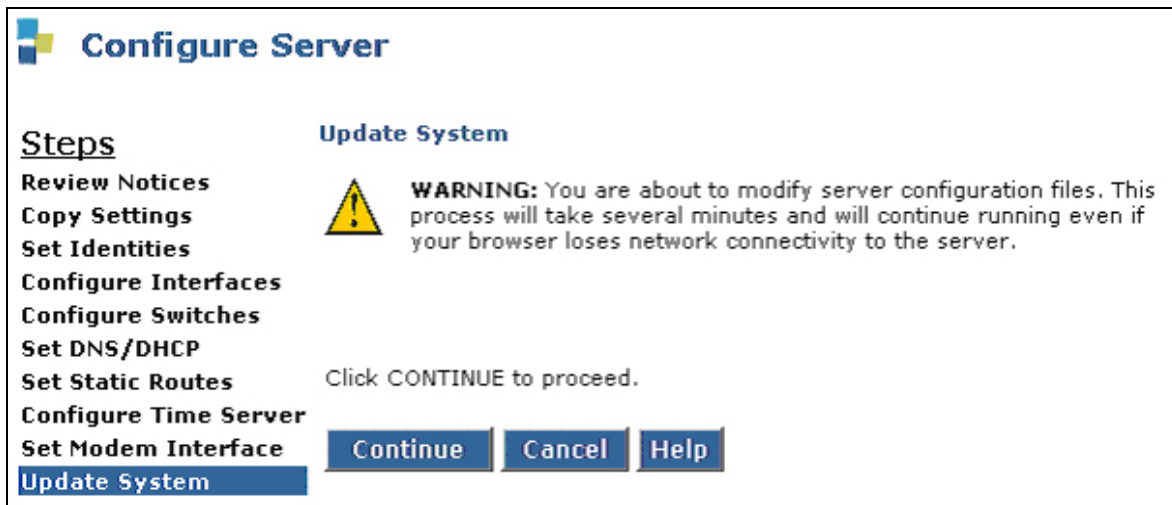 Configure Server
Steps
Review Notices
Copy Settings
Set Identities
Configure Interfaces
Configure Switches
Set DNS/DHCP
Set Static Routes
Configure Time Server
Set Modem Interface
Update System
Update System
WARNING: You are about to modify server configuration files. This
process will take several minutes and will continue running even if
your browser loses network connectivity to the server.
Click CONTINUE to proceed.
Continue Cancel Help